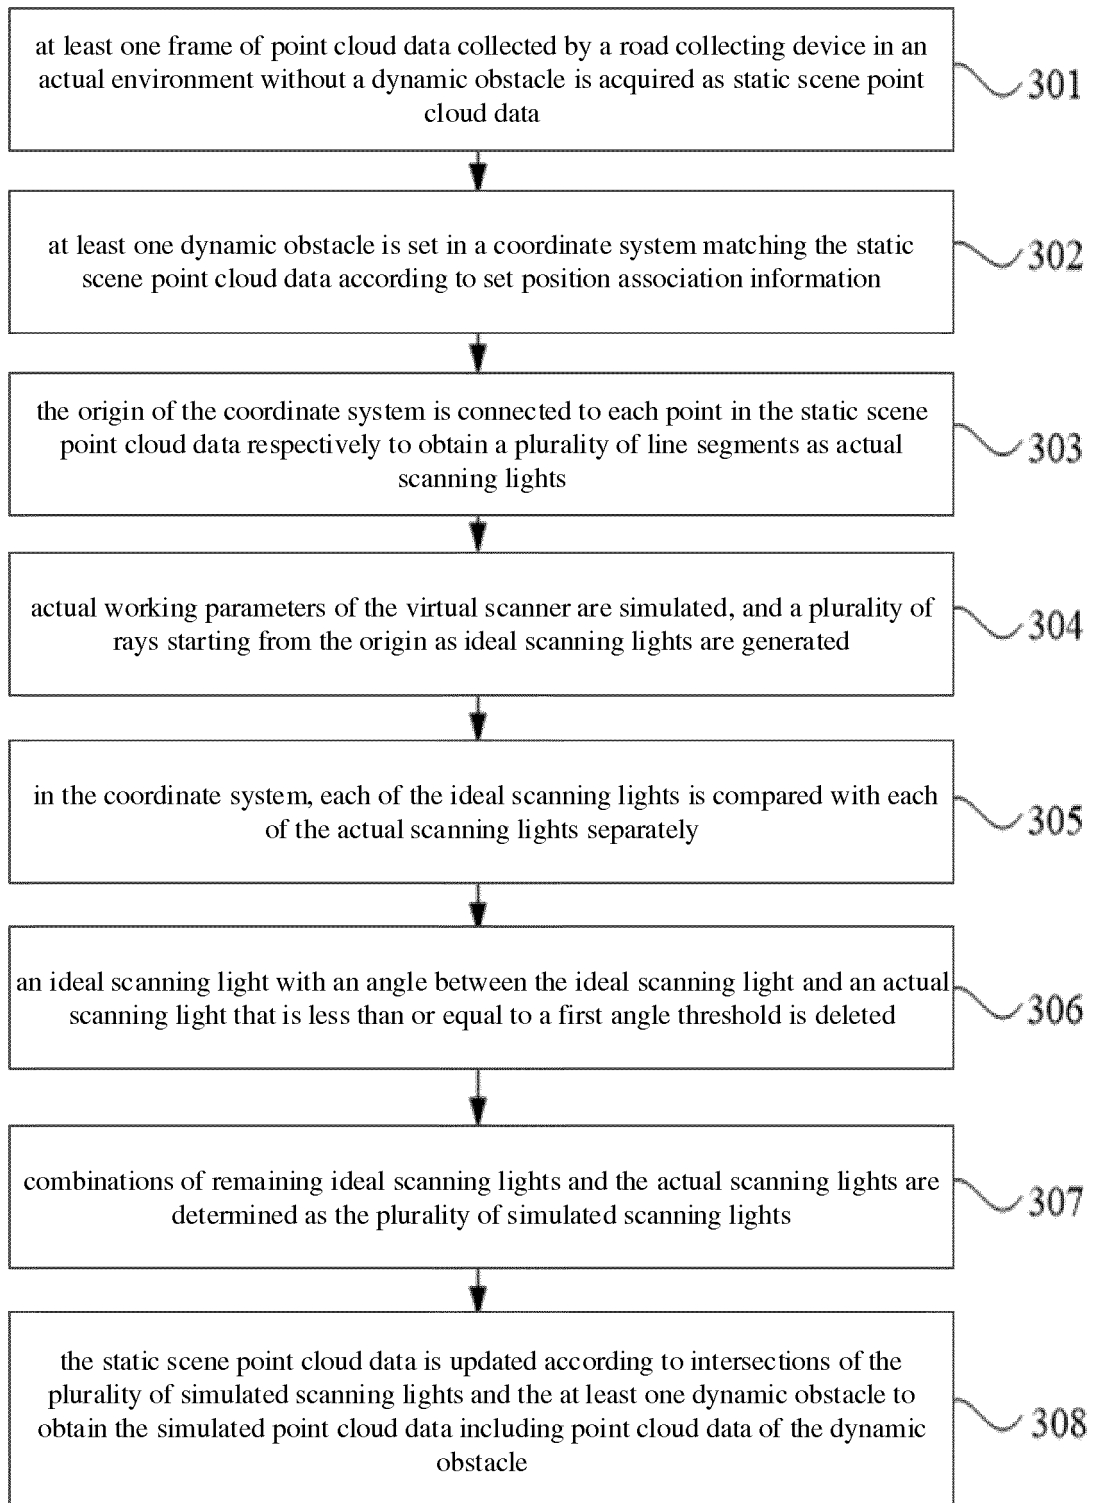 at least one frame of point cloud data collected by a road collecting device in an
actual environment without a dynamic obstacle is acquired as static scene point
cloud data
301
at least one dynamic obstacle is set in a coordinate system matching the static
scene point cloud data according to set position association information
302
the origin of the coordinate system is connected to each point in the static scene
point cloud data respectively to obtain a plurality of line segments as actual
scanning lights
303
actual working parameters of the virtual scanner are simulated, and a plurality of
rays starting from the origin as ideal scanning lights are generated
304
in the coordinate system, each of the ideal scanning lights is compared with each
of the actual scanning lights separately
305
an ideal scanning light with an angle between the ideal scanning light and an actual
scanning light that is less than or equal to a first angle threshold is deleted
306
combinations of remaining ideal scanning lights and the actual scanning lights are
determined as the plurality of simulated scanning lights
307
the static scene point cloud data is updated according to intersections of the
plurality of simulated scanning lights and the at least one dynamic obstacle to
obtain the simulated point cloud data including point cloud data of the dynamic
obstacle
308